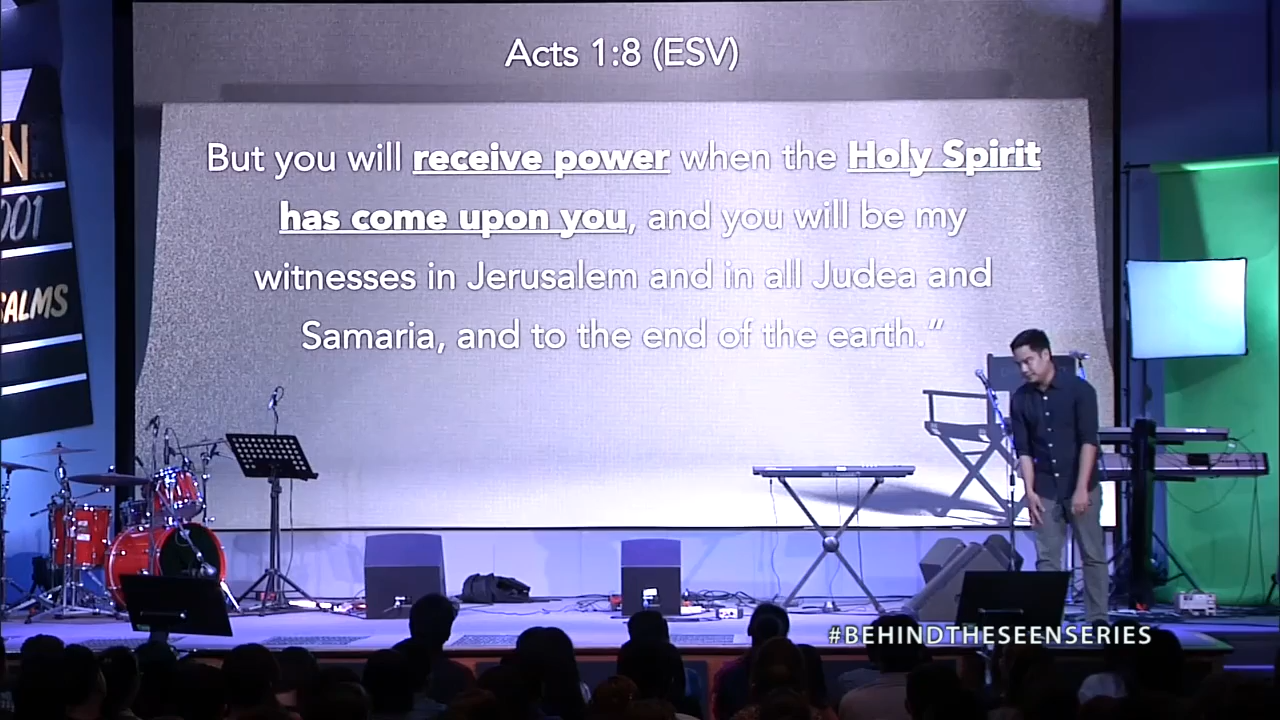 Acts 1:8 (ESV)
But you will receive power when the Holy Spirit
has come upon you, and you will be my
witnesses in Jerusalem and in all Judea and
Samaria, and to the end of the earth.”
N...
001
SALMS
#BEHINDTHESEENSERIES